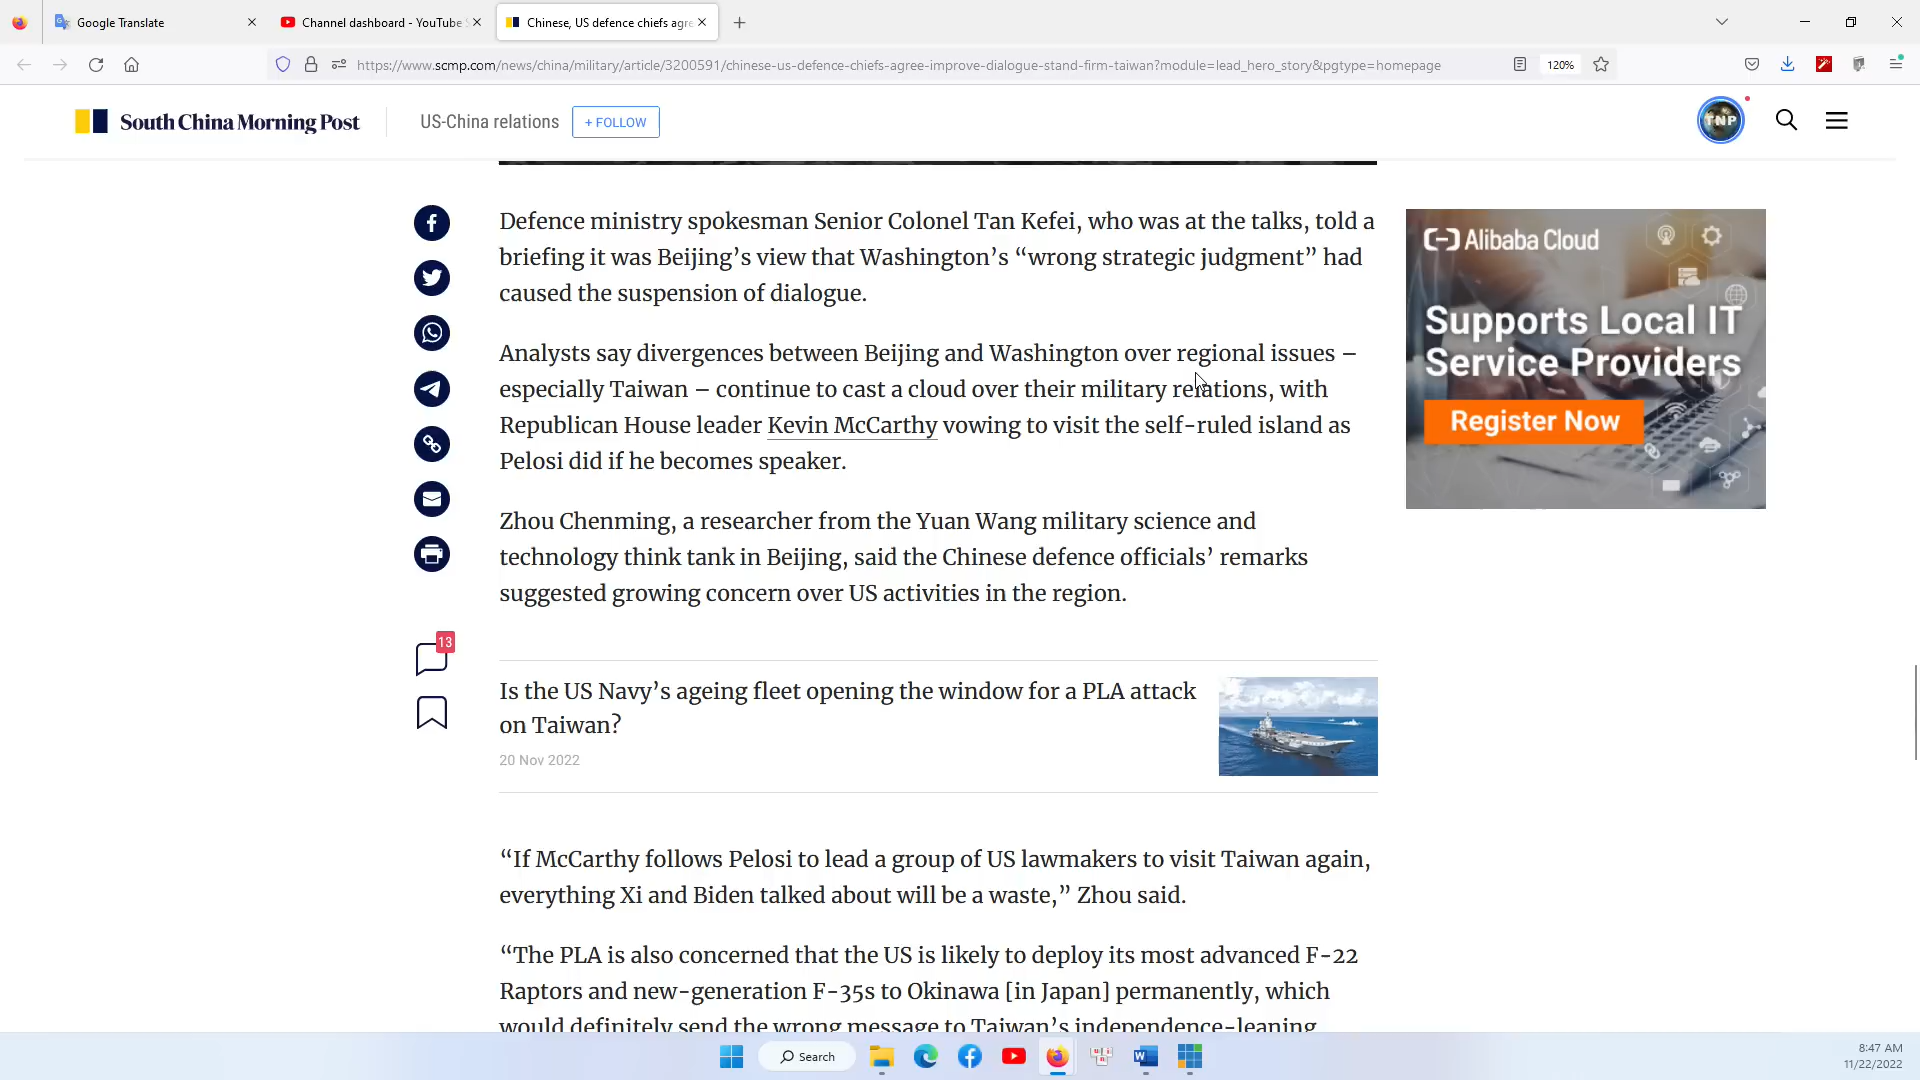 Google Translate
Channel dashboard - YouTube S
Chinese, US defence chiefs agre
https://www.scmp.com/news/china/military/article/3200591/chinese-us-defence-chiefs-agree-improve-dialogue-stand-firm-taiwan?module=lead_hero_story&pgtype=homepage
120%
South China Morning Post
US-China relations
+ FOLLOW
TNP
Defence ministry spokesman Senior Colonel Tan Kefei, who was at the talks, told a
briefing it was Beijing’s view that Washington’s “wrong strategic judgment” had
caused the suspension of dialogue.
Analysts say divergences between Beijing and Washington over regional issues –
especially Taiwan – continue to cast a cloud over their military relations, with
Republican House leader Kevin McCarthy vowing to visit the self-ruled island as
Pelosi did if he becomes speaker.
Zhou Chenming, a researcher from the Yuan Wang military science and
technology think tank in Beijing, said the Chinese defence officials’ remarks
suggested growing concern over US activities in the region.
13
Is the US Navy’s ageing fleet opening the window for a PLA attack
on Taiwan?
20 Nov 2022
“If McCarthy follows Pelosi to lead a group of US lawmakers to visit Taiwan again,
everything Xi and Biden talked about will be a waste,” Zhou said.
“The PLA is also concerned that the US is likely to deploy its most advanced F-22
Raptors and new-generation F-35s to Okinawa [in Japan] permanently, which
would definitely send the wrong message to Taiwan’s independence-leaning
Alibaba Cloud
Supports Local IT
Service Providers
Register Now
Search
8:47 AM
11/22/2022